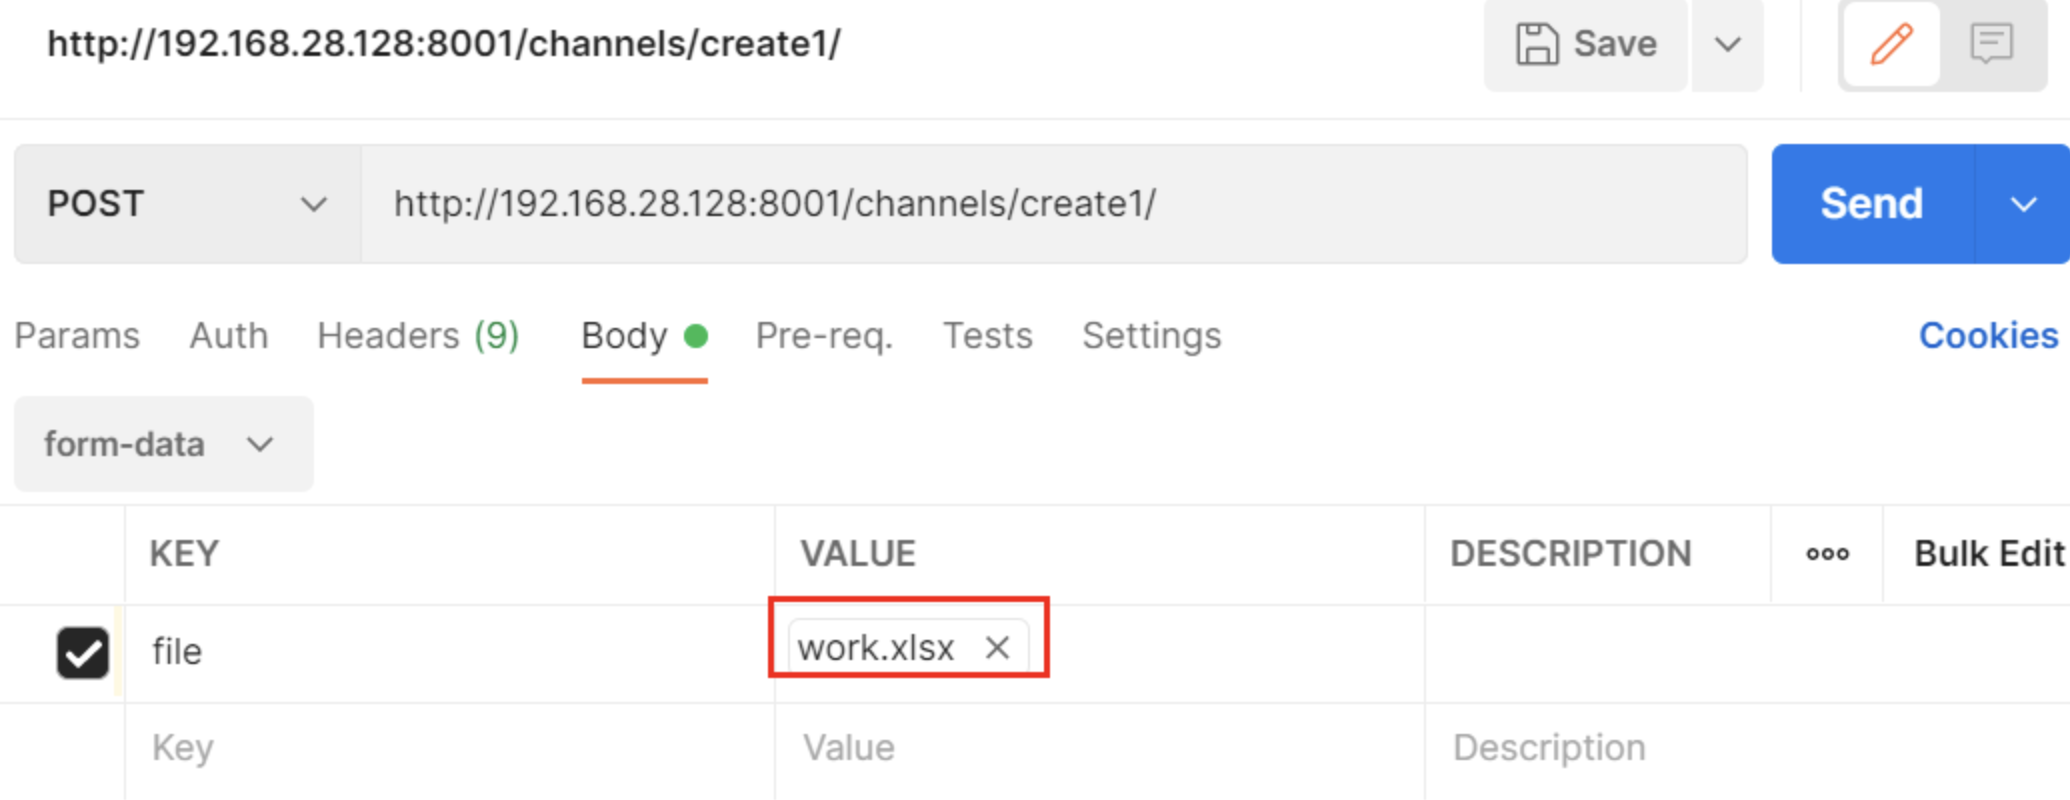 http://192.168.28.128:8001/channels/create1/ Save
POST http://192.168.28.128:8001/channels/create1/ Send
Params Auth Headers (9) Body Pre-req. Tests Settings Cookies
form-data
KEY VALUE DESCRIPTION ooo Bulk Edit
file work.xlsx
Key Value Description